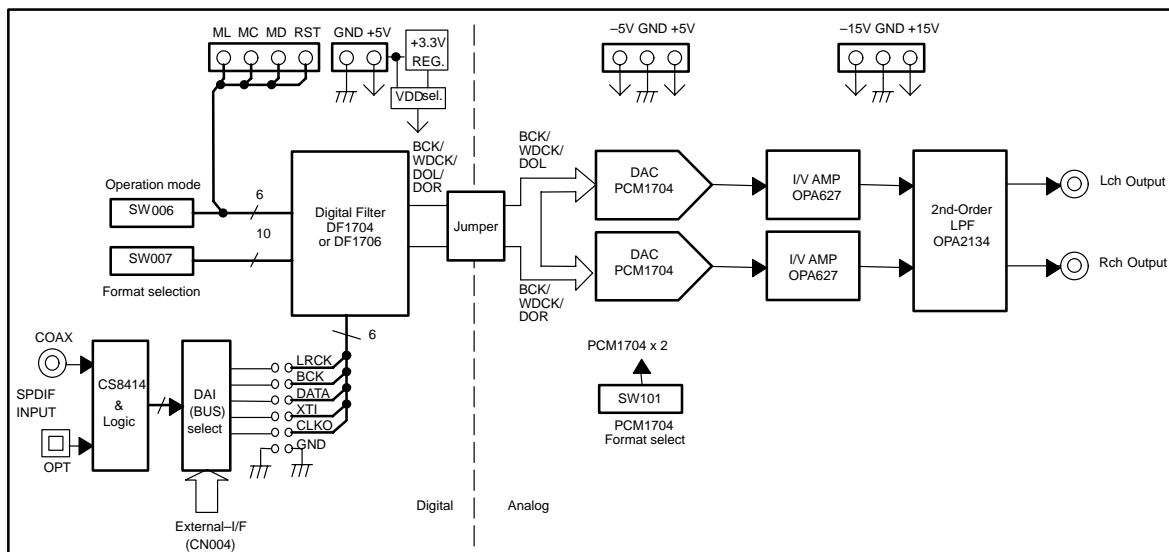 ML MC MD RST
GND +5V
+3.3V
REG.
VDD sel.
–5V GND +5V
–15V GND +15V
Operation mode
SW006
6
10
SW007
Format selection
Digital Filter
DF1704
or DF1706
BCK/
WDCK/
DOL/
DOR
Jumper
BCK/
WDCK/
DOL
BCK/
WDCK/
DOR
DAC
PCM1704
DAC
PCM1704
I/V AMP
OPA627
I/V AMP
OPA627
2nd-Order
LPF
OPA2134
Lch Output
Rch Output
6
COAX
SPDIF
INPUT
OPT
CS8414
&
Logic
DAI
(BUS)
select
LRCK
BCK
DATA
XTI
CLKO
GND
External–I/F
(CN004)
PCM1704 x 2
SW101
PCM1704
Format select
Digital
Analog